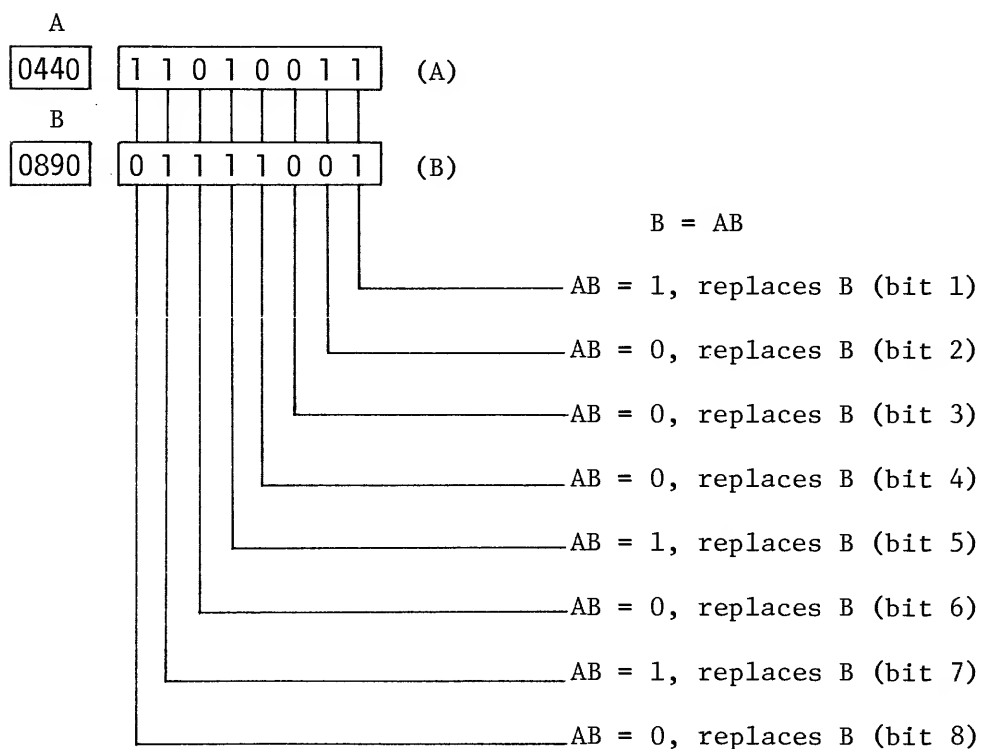 A
0440 1 1 0 1 0 0 1 1 (A)
B
0890 0 1 1 1 1 0 0 1 (B)
B = AB
AB = 1, replaces B (bit 1)
AB = 0, replaces B (bit 2)
AB = 0, replaces B (bit 3)
AB = 0, replaces B (bit 4)
AB = 1, replaces B (bit 5)
AB = 0, replaces B (bit 6)
AB = 1, replaces B (bit 7)
AB = 0, replaces B (bit 8)